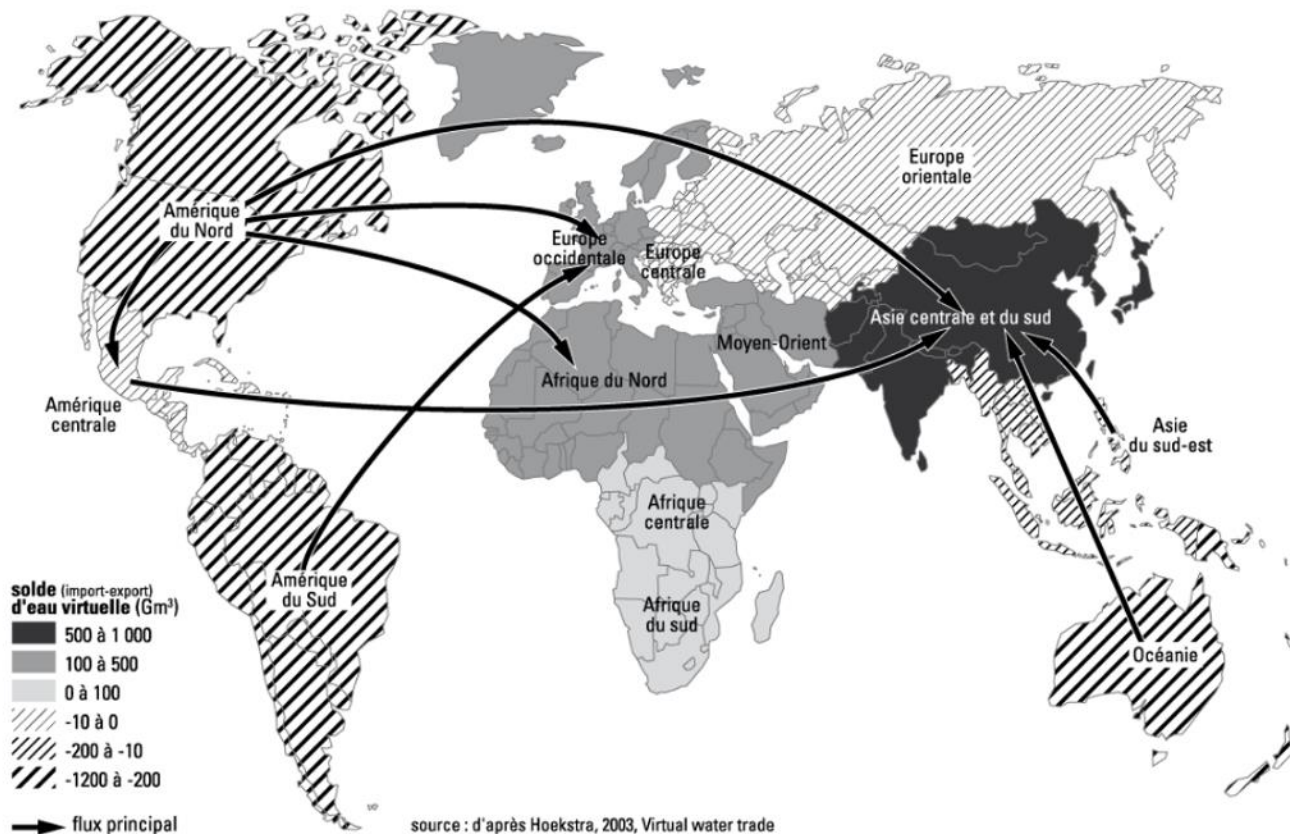 Europe
orientale
Amérique
du Nord
Europe
occidentale
Europe
centrale
Asie centrale et du sud
Moyen-Orient
Afrique du Nord
Amérique
centrale
Asie
du sud-est
Afrique
centrale
Amérique
du Sud
Afrique
du sud
Océanie
solde (import-export)
d'eau virtuelle (Gm³)
500 à 1 000
100 à 500
0 à 100
-10 à 0
-200 à -10
-1200 à -200
flux principal
source : d'après Hoekstra, 2003, Virtual water trade